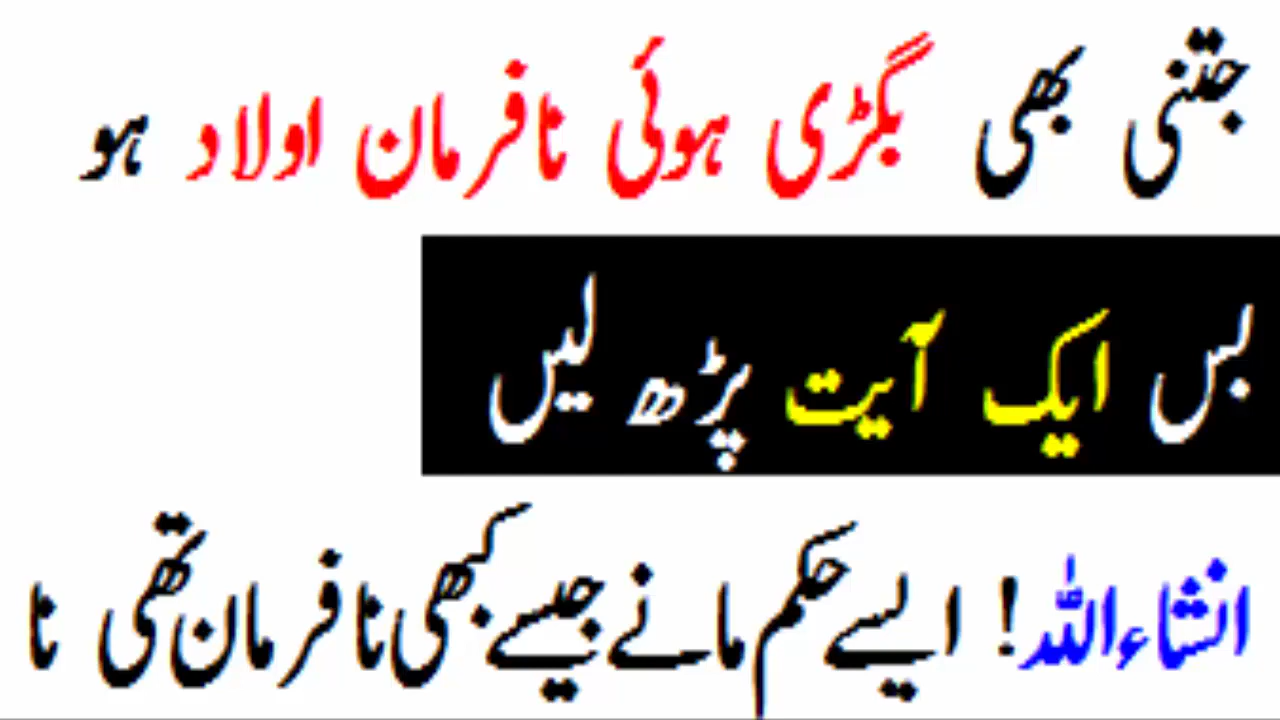 جتنی بھی بگڑی ہوئی نافرمان اولاد ہو
بس ایک آیت پڑھ لیں
انشاءاللہ! ایسے حکم مانے جیسے کبھی نافرمان تھی نا